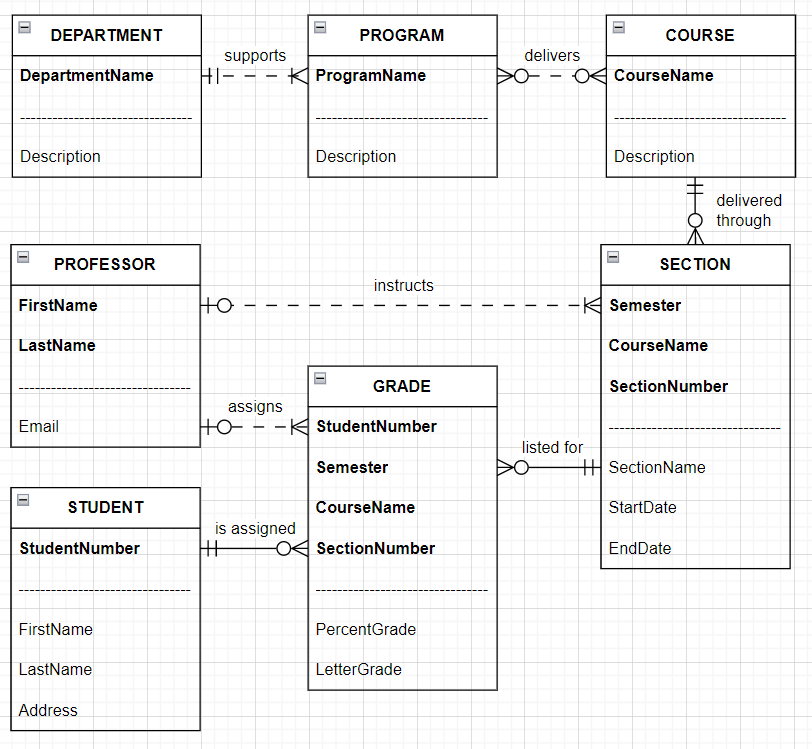 DEPARTMENT
DepartmentName
--------------------------------
Description
supports
PROGRAM
ProgramName
--------------------------------
Description
delivers
COURSE
CourseName
--------------------------------
Description
delivered
through
PROFESSOR
FirstName
LastName
--------------------------------
Email
instructs
assigns
SECTION
Semester
CourseName
SectionNumber
--------------------------------
SectionName
StartDate
EndDate
GRADE
StudentNumber
Semester
CourseName
SectionNumber
--------------------------------
PercentGrade
LetterGrade
listed for
STUDENT
StudentNumber
--------------------------------
FirstName
LastName
Address
is assigned